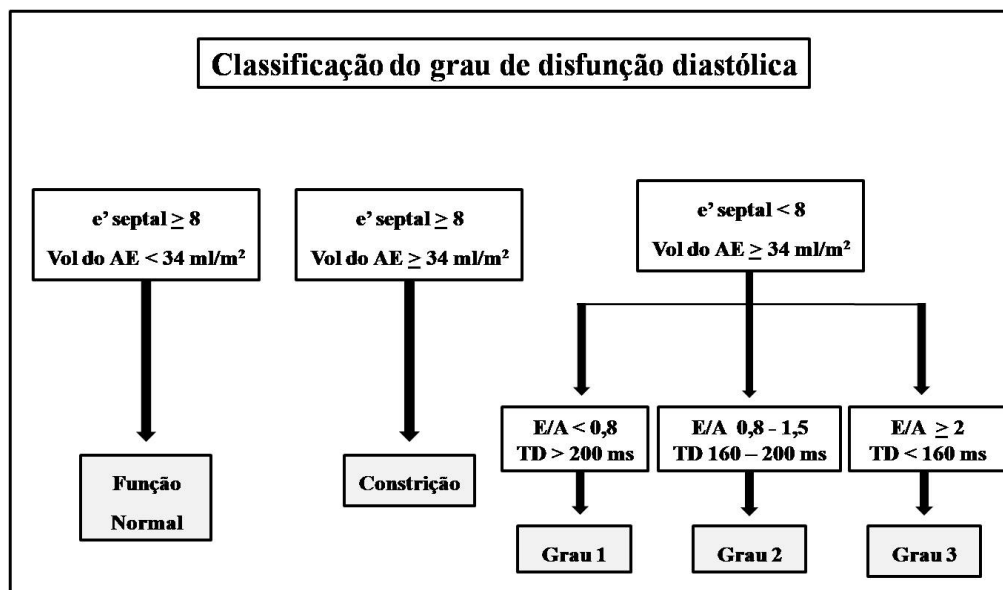 Classificação do grau de disfunção diastólica
e’ septal ≥ 8
Vol do AE < 34 ml/m²
Função
Normal
e’ septal ≥ 8
Vol do AE ≥ 34 ml/m²
Constrição
e’ septal < 8
Vol do AE ≥ 34 ml/m²
E/A < 0,8
TD > 200 ms
Grau 1
E/A 0,8 - 1,5
TD 160 – 200 ms
Grau 2
E/A ≥ 2
TD < 160 ms
Grau 3